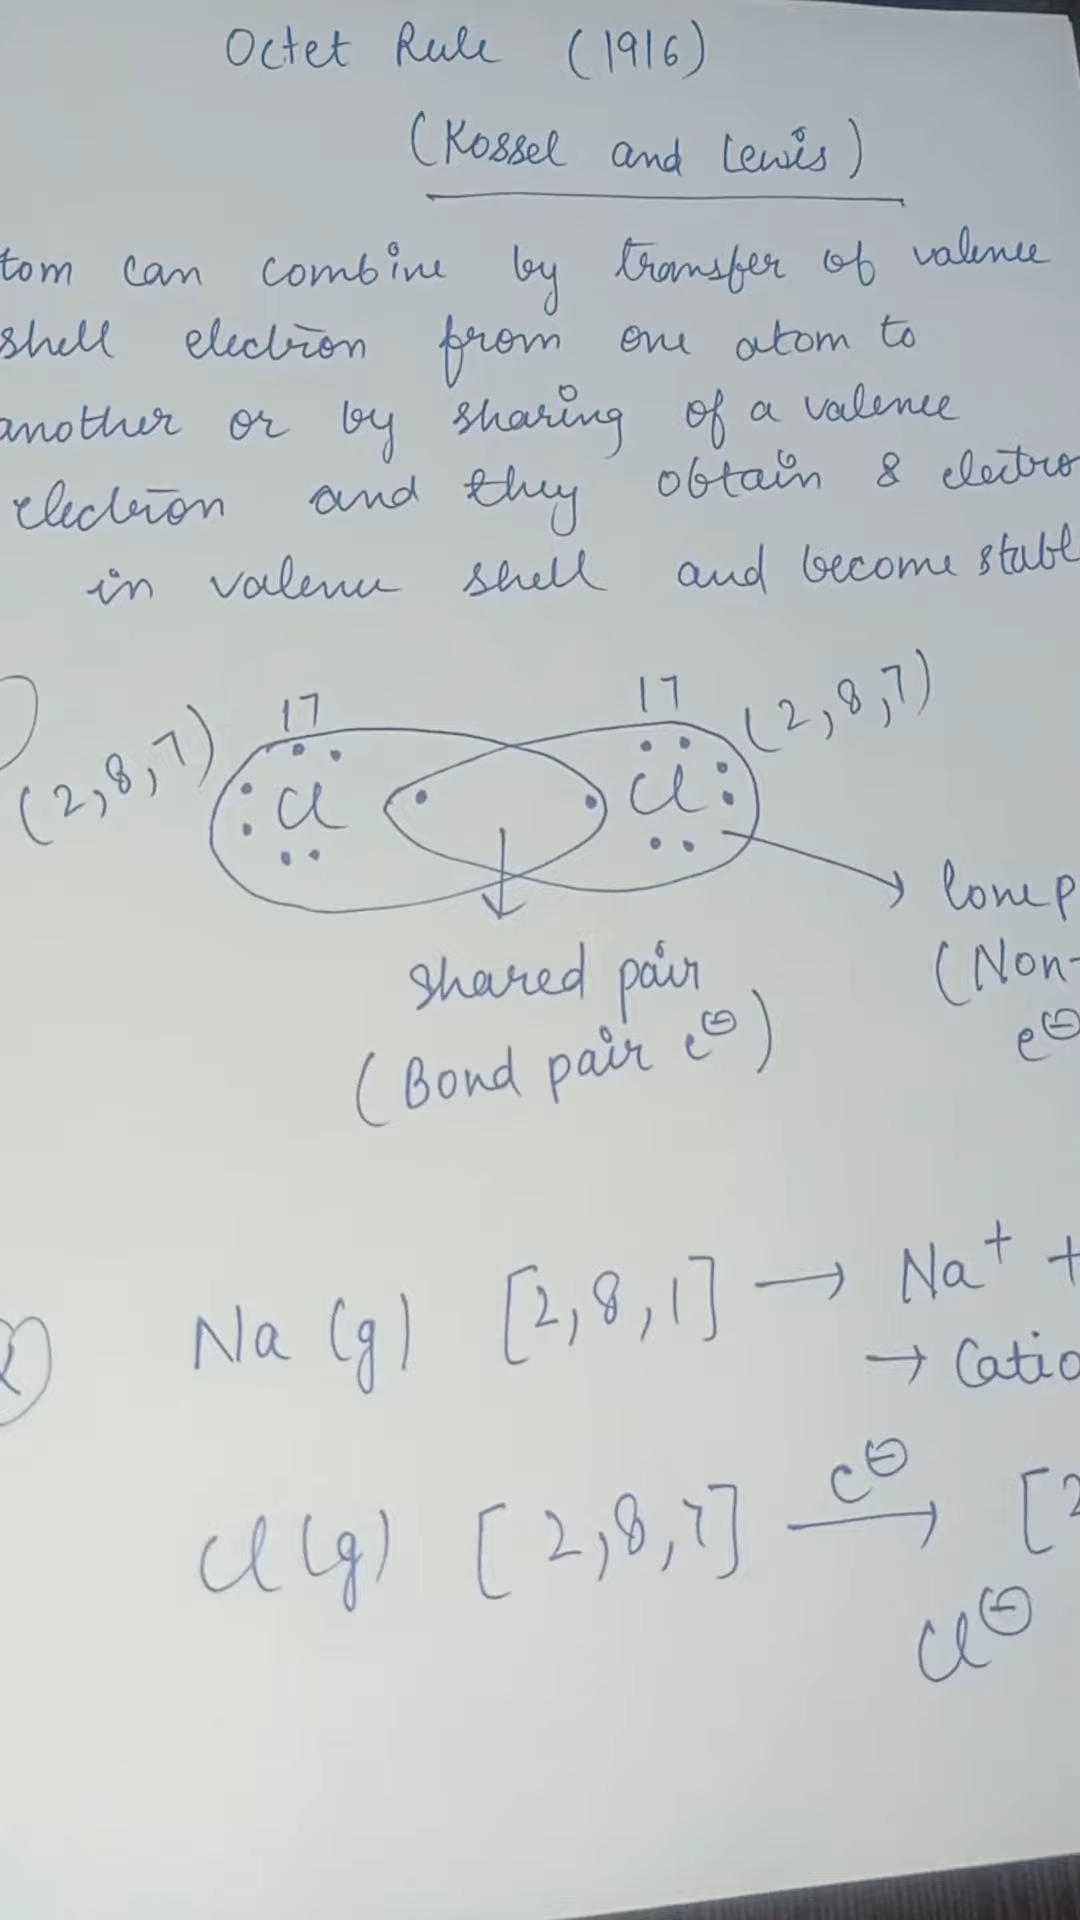 Octet Rule (1916)
(Kossel and Lewis)
tom can combine by transfer of valence
shell electron from one atom to
another or by sharing of a valence
electron and they obtain 8 electro
in valence shell and become stabl
17 17
(2,8,7) Cl Cl (2,8,7)
lone p
shared pair (Non-
(Bond pair e⊖) e⊖
Na (g) [2,8,1] → Na⁺ +
→ Catio
Cl (g) [2,8,7] e⊖ → [2
Cl⊖